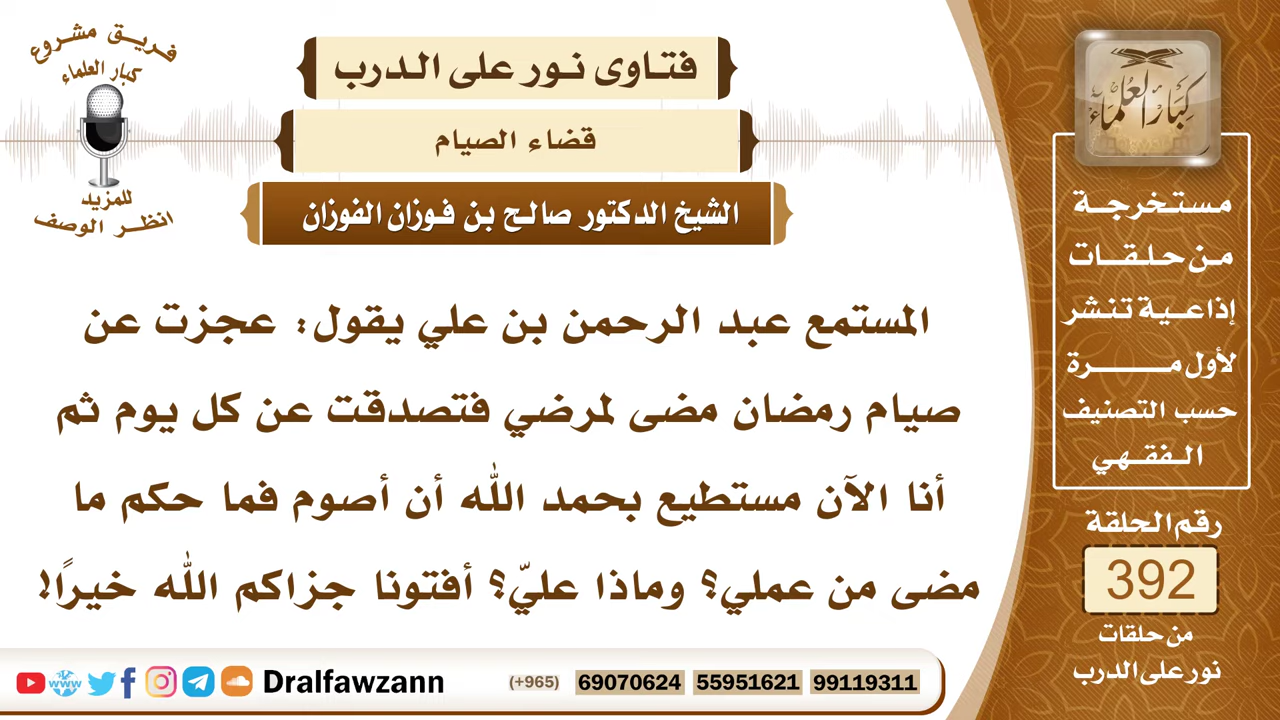 فريق مشروع
كبار العلماء
للمزيد
انظر الوصف
فتاوى نور على الدرب
قضاء الصيام
الشيخ الدكتور صالح بن فوزان الفوزان
كبار العلماء
مستخرجة
من حلقات
إذاعية تنشر
لأول مرة
حسب التصنيف
الفقهي
رقم الحلقة
392
من حلقات
نور على الدرب
المستمع عبد الرحمن بن علي يقول: عجزت عن
صيام رمضان مضى لمرضي فتصدقت عن كل يوم ثم
أنا الآن مستطيع بحمد الله أن أصوم فما حكم ما
مضى من عملي؟ وماذا عليّ؟ أفتونا جزاكم الله خيرًا!
www Dralfawzann (+965) 69070624 55951621 99119311